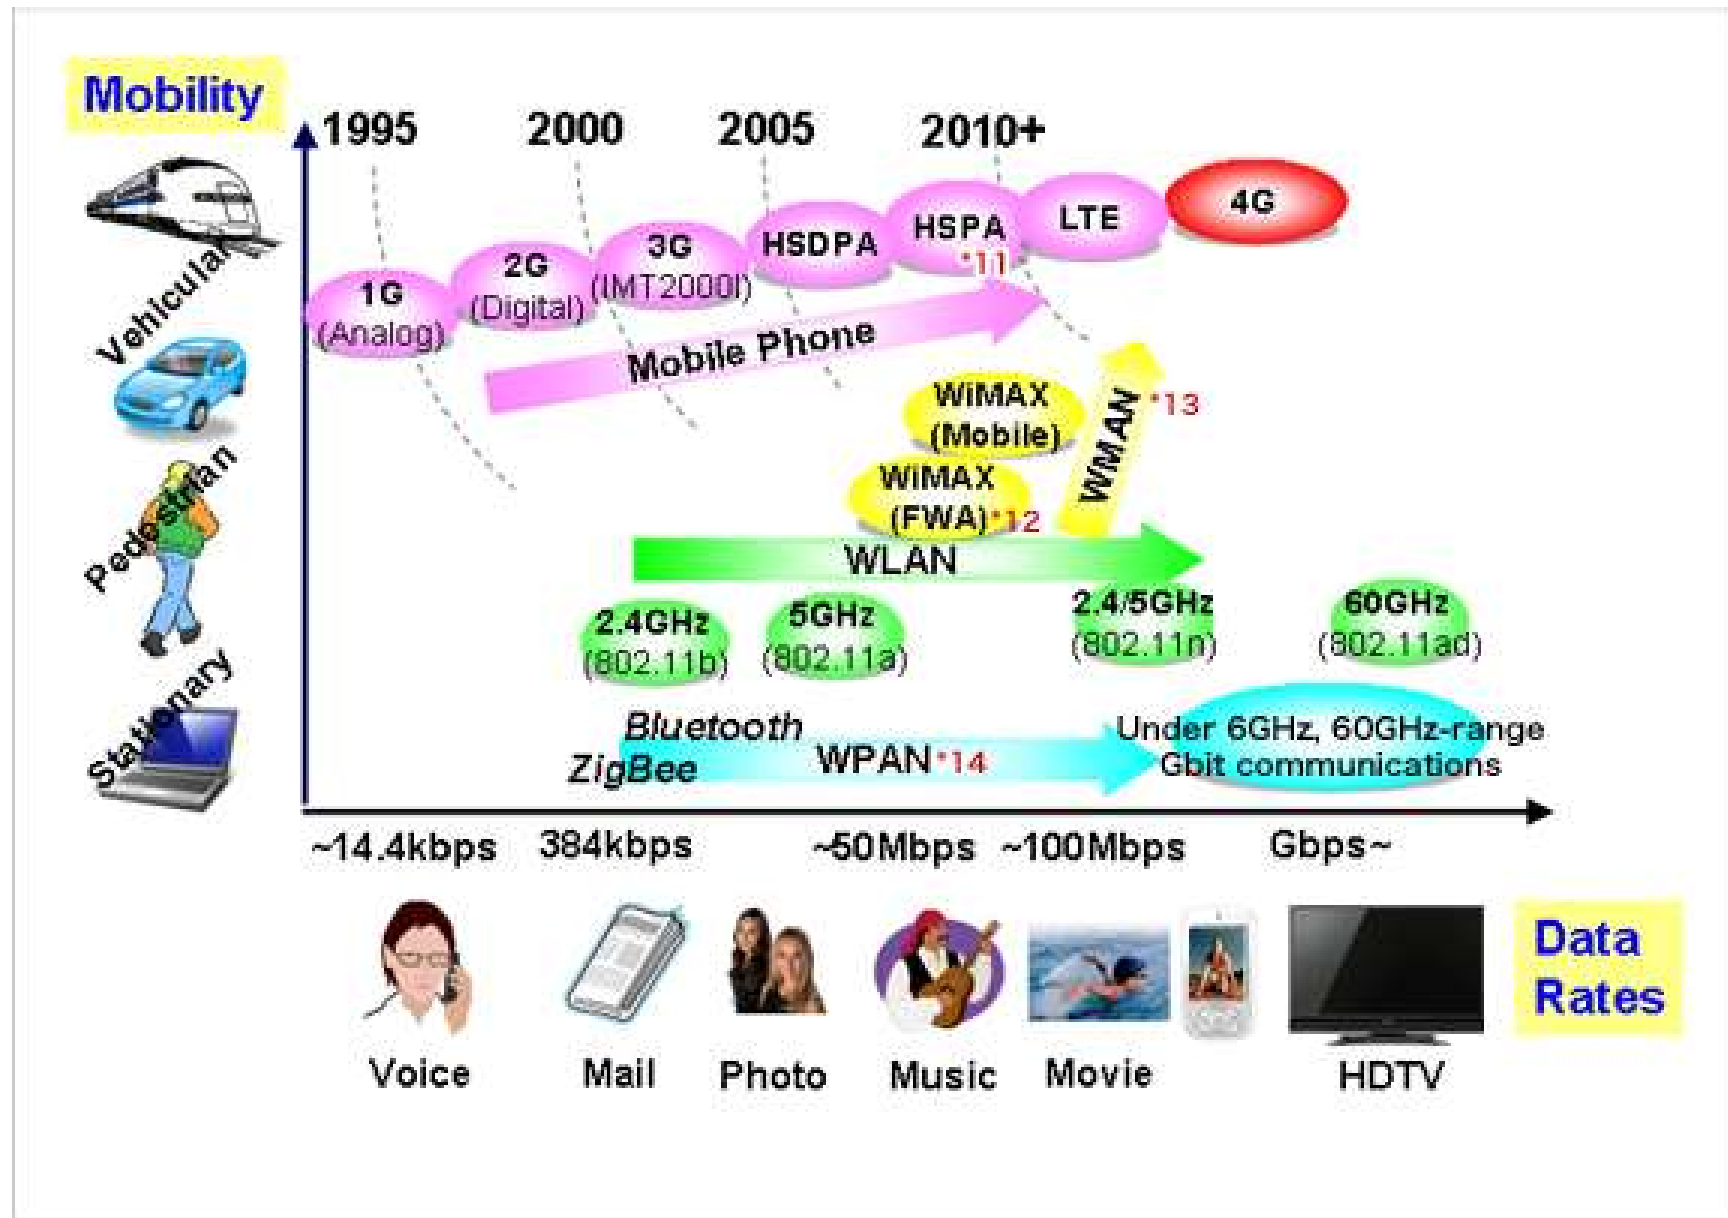 Mobility
1995 2000 2005 2010+
4G
LTE
HSPA
*11
HSDPA
3G
(IMT2000I)
2G
(Digital)
1G
(Analog)
Vehicular
Mobile Phone
WiMAX
(Mobile)
WMAN *13
WiMAX
(FWA)*12
Pedestrian
WLAN
2.4GHz
(802.11b)
5GHz
(802.11a)
2.4/5GHz
(802.11n)
60GHz
(802.11ad)
Stationary
Bluetooth
ZigBee
WPAN*14
Under 6GHz, 60GHz-range
Gbit communications
~14.4kbps 384kbps ~50Mbps ~100Mbps Gbps~
Data
Rates
Voice Mail Photo Music Movie HDTV